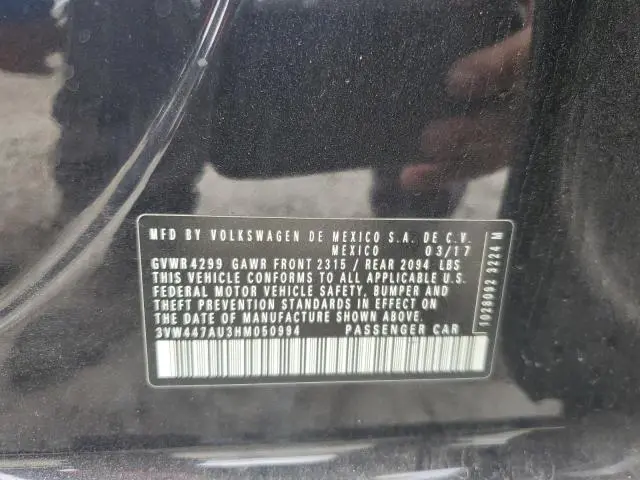 MFD BY VOLKSWAGEN DE MEXICO S.A. DE C.V.
MEXICO 03/17
GVWR 4299 GAWR FRONT 2315 / REAR 2094 LBS
THIS VEHICLE CONFORMS TO ALL APPLICABLE U.S.
FEDERAL MOTOR VEHICLE SAFETY, BUMPER AND
THEFT PREVENTION STANDARDS IN EFFECT ON
THE DATE OF MANUFACTURE SHOWN ABOVE.
3VW447AU3HM050994 PASSENGER CAR
1028062 3224 M